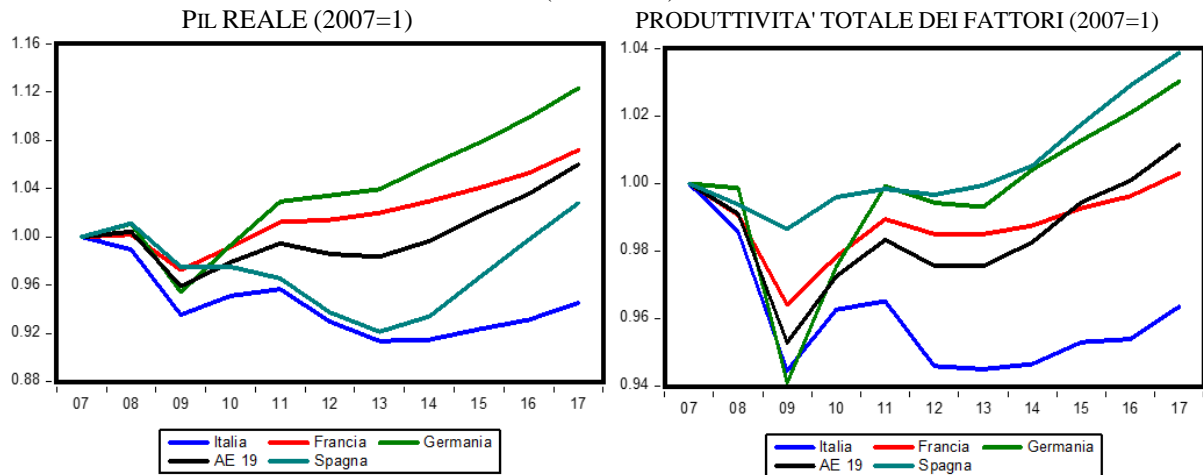 PIL REALE (2007=1)
1.16
1.12
1.08
1.04
1.00
0.96
0.92
0.88
07 08 09 10 11 12 13 14 15 16 17
Italia Francia Germania
AE 19 Spagna
PRODUTTIVITA' TOTALE DEI FATTORI (2007=1)
1.04
1.02
1.00
0.98
0.96
0.94
07 08 09 10 11 12 13 14 15 16 17
Italia Francia Germania
AE 19 Spagna